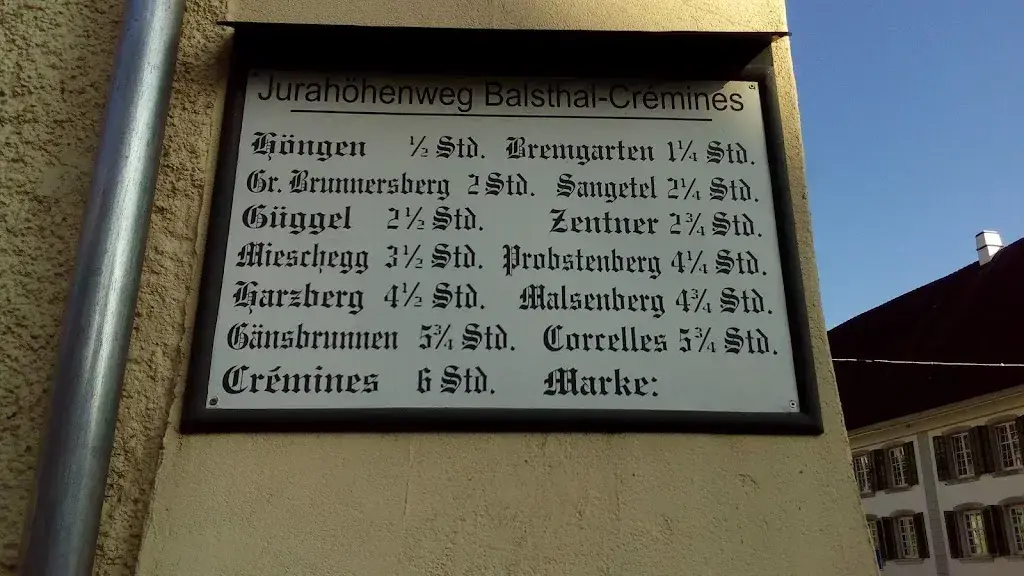 Jurahöhenweg Balsthal-Crémines
Höngen ½ Std. Bremgarten 1¼ Std.
Gr. Brunnersberg 2 Std. Sangetel 2¼ Std.
Güggel 2½ Std. Zentner 2¾ Std.
Mieschegg 3½ Std. Probstenberg 4¼ Std.
Harzberg 4½ Std. Malsenberg 4¾ Std.
Gänsbrunnen 5¾ Std. Corcelles 5¾ Std.
Crémines 6 Std. Marke: